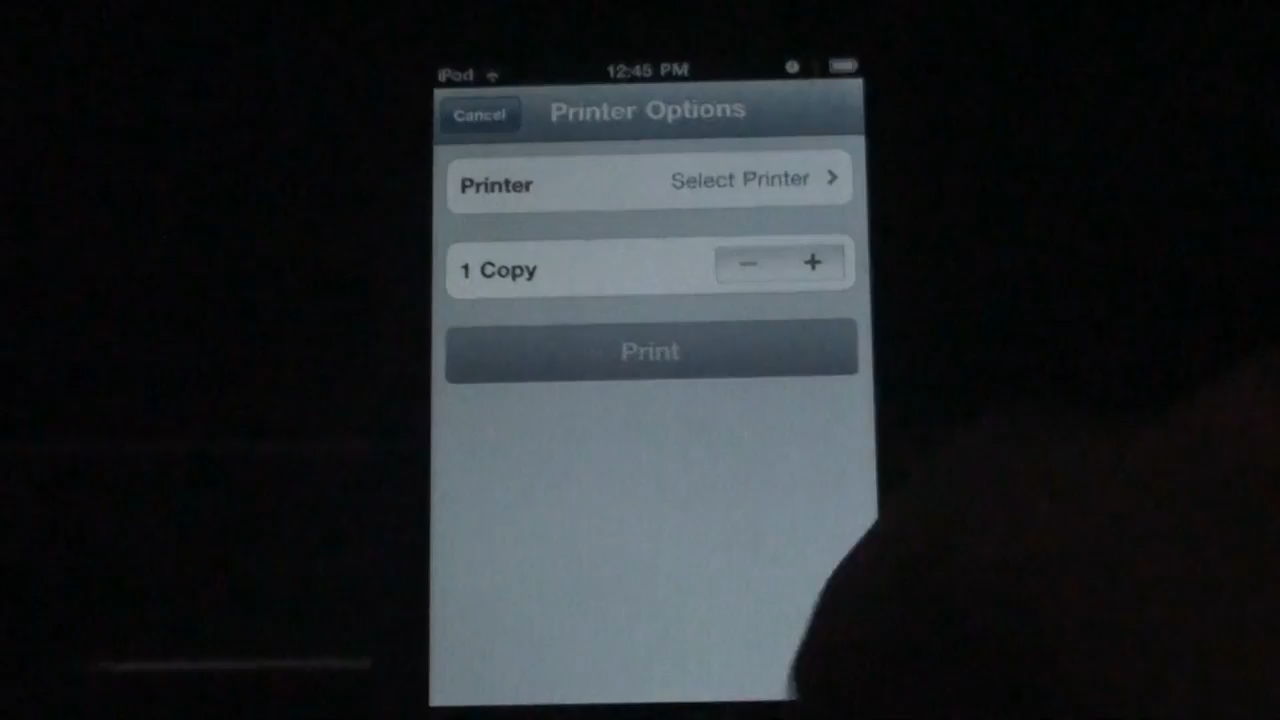 iPod 12:45 PM
Cancel Printer Options
Printer Select Printer
1 Copy − +
Print